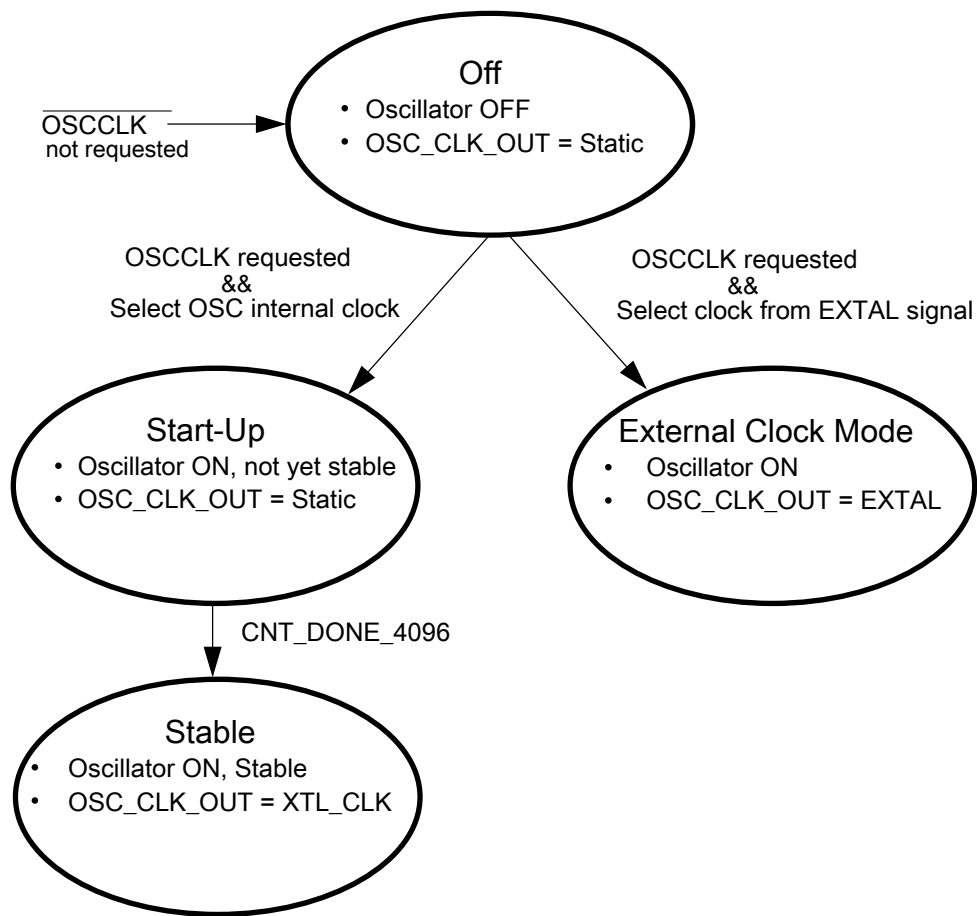 Off
• Oscillator OFF
• OSC_CLK_OUT = Static
OSCCLK
not requested
OSCCLK requested
&&
Select OSC internal clock
OSCCLK requested
&&
Select clock from EXTAL signal
Start-Up
• Oscillator ON, not yet stable
• OSC_CLK_OUT = Static
External Clock Mode
• Oscillator ON
• OSC_CLK_OUT = EXTAL
CNT_DONE_4096
Stable
• Oscillator ON, Stable
• OSC_CLK_OUT = XTL_CLK